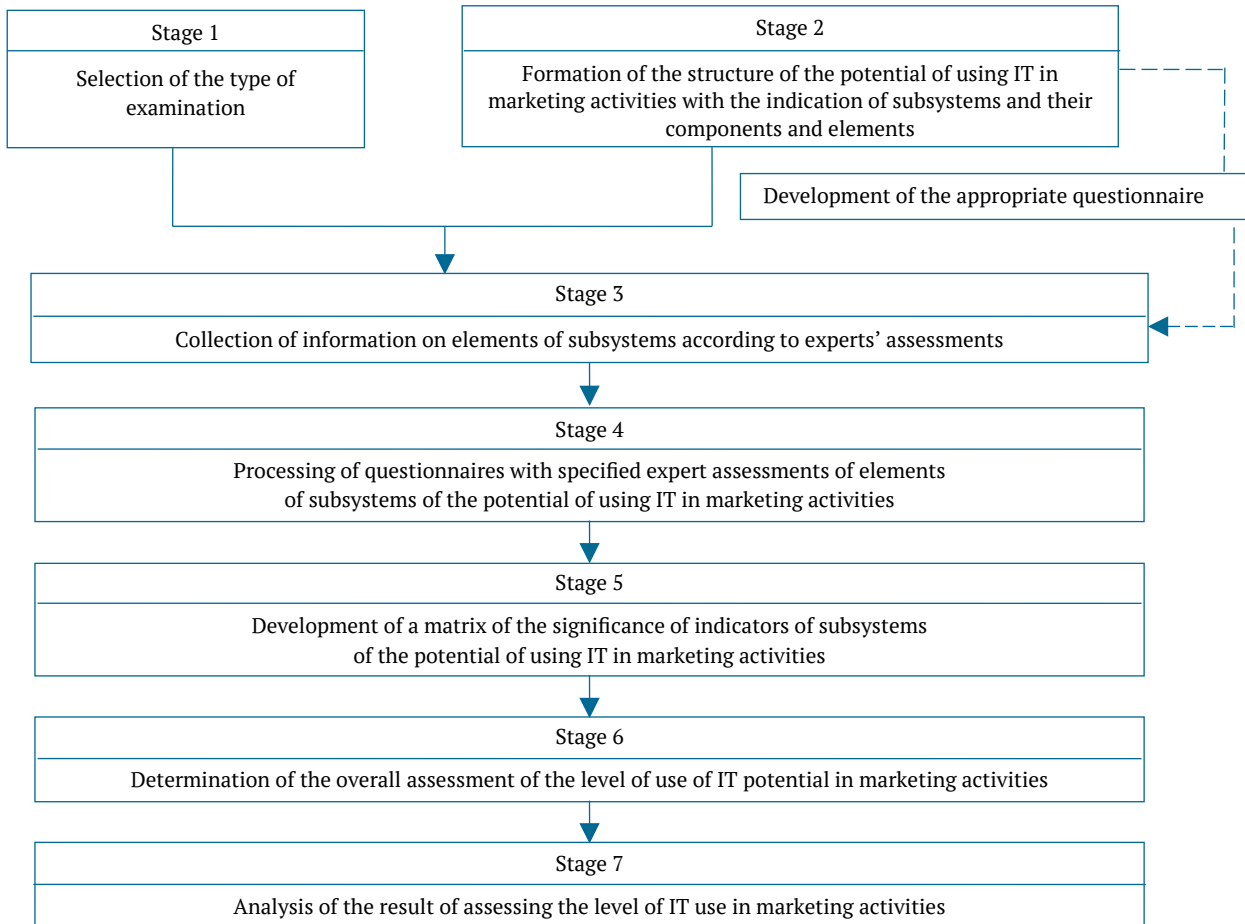 Stage 1
Selection of the type of
examination
Stage 2
Formation of the structure of the potential of using IT in
marketing activities with the indication of subsystems and their
components and elements
Development of the appropriate questionnaire
Stage 3
Collection of information on elements of subsystems according to experts’ assessments
Stage 4
Processing of questionnaires with specified expert assessments of elements
of subsystems of the potential of using IT in marketing activities
Stage 5
Development of a matrix of the significance of indicators of subsystems
of the potential of using IT in marketing activities
Stage 6
Determination of the overall assessment of the level of use of IT potential in marketing activities
Stage 7
Analysis of the result of assessing the level of IT use in marketing activities